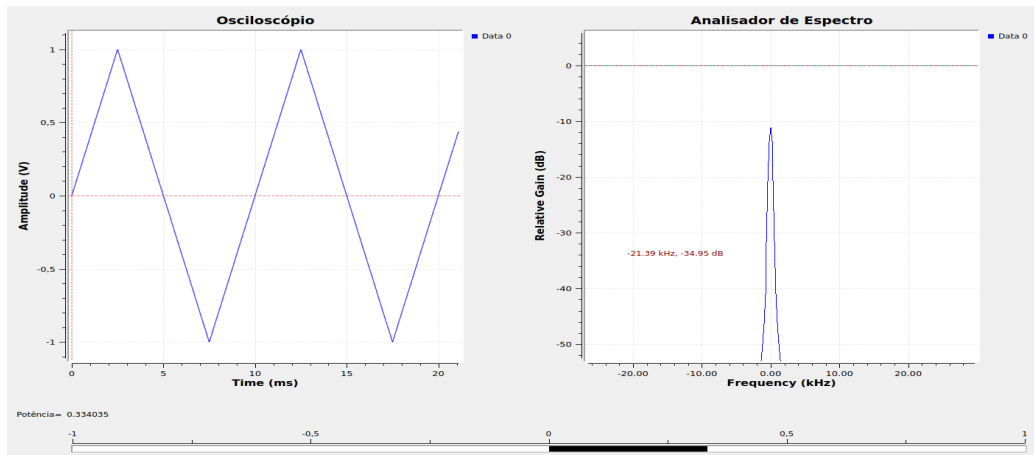 Osciloscópio
Data 0
1
0,5
0
-0,5
-1
Amplitude (V)
0
5
10
15
20
Time (ms)
Analisador de Espectro
Data 0
0
-10
-20
-30
-40
-50
Relative Gain (dB)
-21.39 kHz, -34.95 dB
-20.00
-10.00
0.00
10.00
20.00
Frequency (kHz)
Potência= 0.334035
-1
-0,5
0
0,5
1